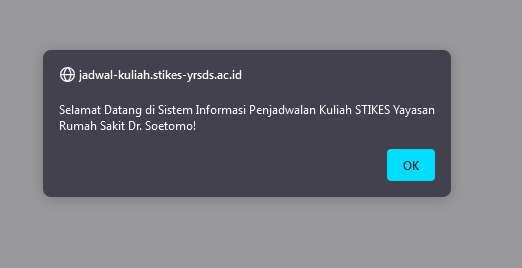 jadwal-kuliah.stikes-yrsds.ac.id
Selamat Datang di Sistem Informasi Penjadwalan Kuliah STIKES Yayasan
Rumah Sakit Dr. Soetomo!
OK